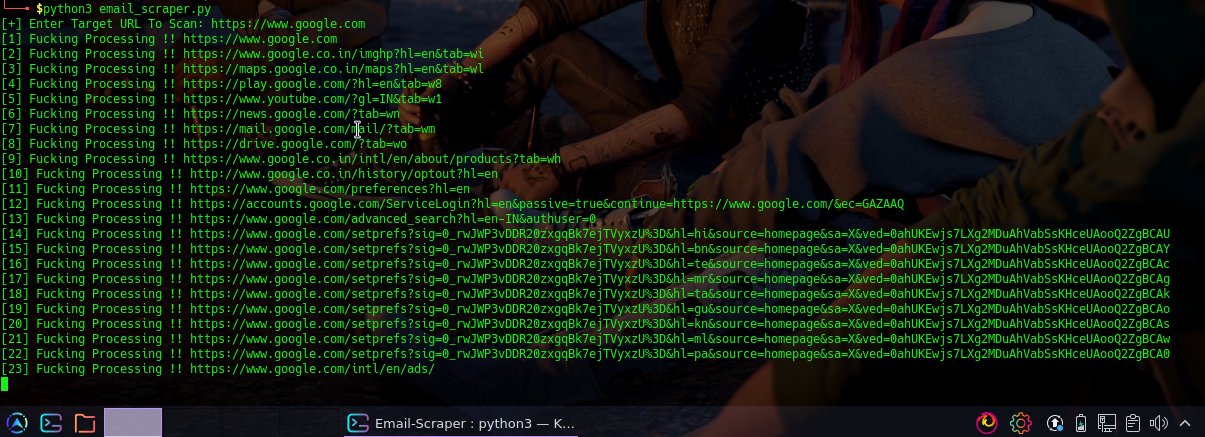 $python3 email_scraper.py
[+] Enter Target URL To Scan: https://www.google.com
[1] Fucking Processing !! https://www.google.com
[2] Fucking Processing !! https://www.google.co.in/imghp?hl=en&tab=wi
[3] Fucking Processing !! https://maps.google.co.in/maps?hl=en&tab=wl
[4] Fucking Processing !! https://play.google.com/?hl=en&tab=w8
[5] Fucking Processing !! https://www.youtube.com/?gl=IN&tab=w1
[6] Fucking Processing !! https://news.google.com/?tab=wn
[7] Fucking Processing !! https://mail.google.com/mail/?tab=wm
[8] Fucking Processing !! https://drive.google.com/?tab=wo
[9] Fucking Processing !! https://www.google.co.in/intl/en/about/products?tab=wh
[10] Fucking Processing !! http://www.google.co.in/history/optout?hl=en
[11] Fucking Processing !! https://www.google.com/preferences?hl=en
[12] Fucking Processing !! https://accounts.google.com/ServiceLogin?hl=en&passive=true&continue=https://www.google.com/&ec=GAZAAQ
[13] Fucking Processing !! https://www.google.com/advanced_search?hl=en-IN&authuser=0
[14] Fucking Processing !! https://www.google.com/setprefs?sig=0_rwJWP3vDDR20zxgqBk7ejTVyxzU%3D&hl=hi&source=homepage&sa=X&ved=0ahUKEwjs7LXg2MDuAhVabSsKHceUAooQ2ZgBCAU
[15] Fucking Processing !! https://www.google.com/setprefs?sig=0_rwJWP3vDDR20zxgqBk7ejTVyxzU%3D&hl=bn&source=homepage&sa=X&ved=0ahUKEwjs7LXg2MDuAhVabSsKHceUAooQ2ZgBCAY
[16] Fucking Processing !! https://www.google.com/setprefs?sig=0_rwJWP3vDDR20zxgqBk7ejTVyxzU%3D&hl=te&source=homepage&sa=X&ved=0ahUKEwjs7LXg2MDuAhVabSsKHceUAooQ2ZgBCAc
[17] Fucking Processing !! https://www.google.com/setprefs?sig=0_rwJWP3vDDR20zxgqBk7ejTVyxzU%3D&hl=mr&source=homepage&sa=X&ved=0ahUKEwjs7LXg2MDuAhVabSsKHceUAooQ2ZgBCAg
[18] Fucking Processing !! https://www.google.com/setprefs?sig=0_rwJWP3vDDR20zxgqBk7ejTVyxzU%3D&hl=ta&source=homepage&sa=X&ved=0ahUKEwjs7LXg2MDuAhVabSsKHceUAooQ2ZgBCAk
[19] Fucking Processing !! https://www.google.com/setprefs?sig=0_rwJWP3vDDR20zxgqBk7ejTVyxzU%3D&hl=gu&source=homepage&sa=X&ved=0ahUKEwjs7LXg2MDuAhVabSsKHceUAooQ2ZgBCAo
[20] Fucking Processing !! https://www.google.com/setprefs?sig=0_rwJWP3vDDR20zxgqBk7ejTVyxzU%3D&hl=kn&source=homepage&sa=X&ved=0ahUKEwjs7LXg2MDuAhVabSsKHceUAooQ2ZgBCAs
[21] Fucking Processing !! https://www.google.com/setprefs?sig=0_rwJWP3vDDR20zxgqBk7ejTVyxzU%3D&hl=ml&source=homepage&sa=X&ved=0ahUKEwjs7LXg2MDuAhVabSsKHceUAooQ2ZgBCAw
[22] Fucking Processing !! https://www.google.com/setprefs?sig=0_rwJWP3vDDR20zxgqBk7ejTVyxzU%3D&hl=pa&source=homepage&sa=X&ved=0ahUKEwjs7LXg2MDuAhVabSsKHceUAooQ2ZgBCA0
[23] Fucking Processing !! https://www.google.com/intl/en/ads/
Email-Scraper : python3 — K...